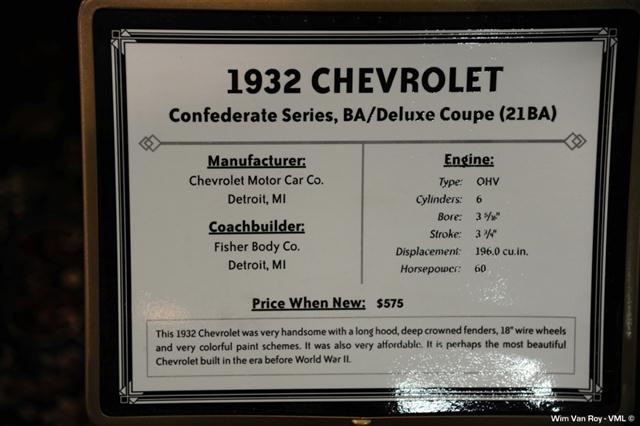 1932 CHEVROLET
Confederate Series, BA/Deluxe Coupe (21BA)
Manufacturer:
Chevrolet Motor Car Co.
Detroit, MI
Coachbuilder:
Fisher Body Co.
Detroit, MI
Engine:
Type: OHV
Cylinders: 6
Bore: 3 5/16"
Stroke: 3 3/4"
Displacement: 196.0 cu.in.
Horsepower: 60
Price When New: $575
This 1932 Chevrolet was very handsome with a long hood, deep crowned fenders, 18" wire wheels
and very colorful paint schemes. It was also very affordable. It is perhaps the most beautiful
Chevrolet built in the era before World War II.
Wim Van Roy - VML ©